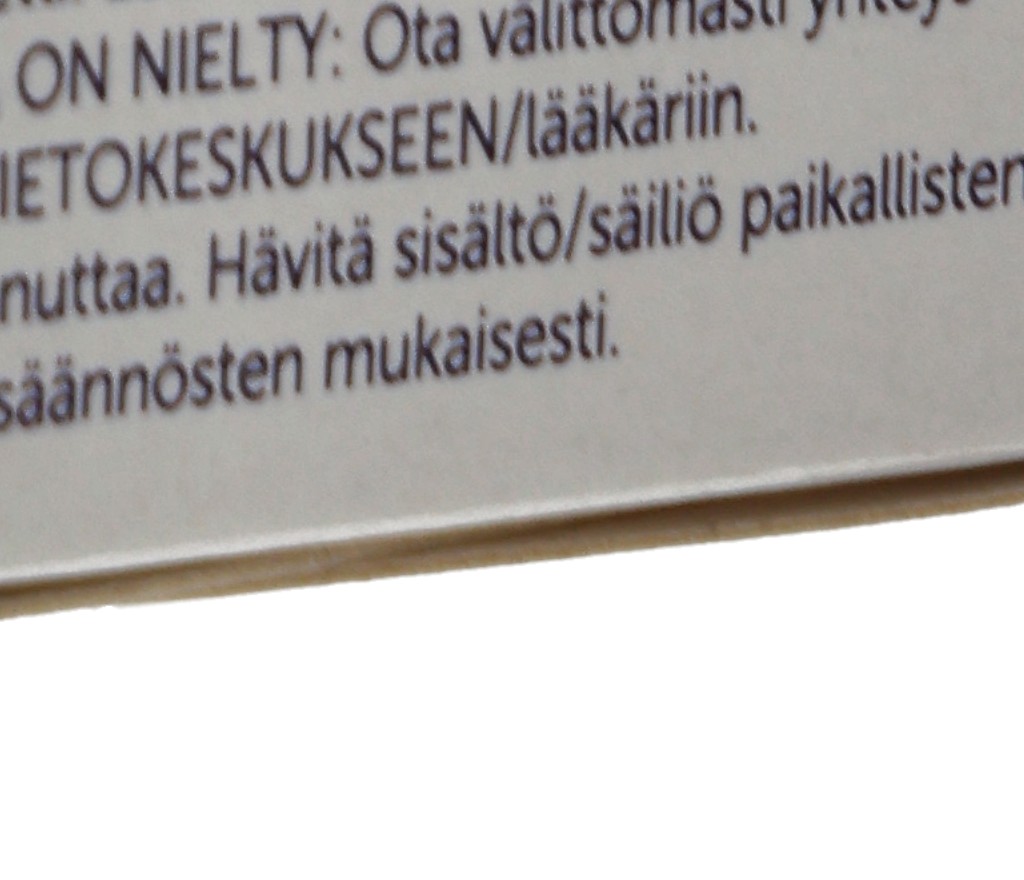 ON NIELTY: Ota välittömästi
IETOKESKUKSEEN/lääkäriin.
nuttaa. Hävitä sisältö/säiliö paikallisten
säännösten mukaisesti.